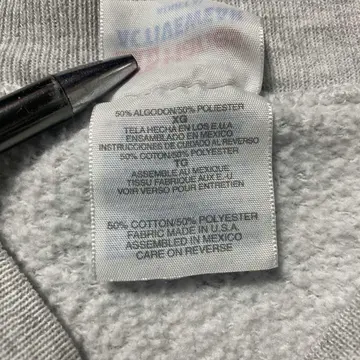 ACTIVEWEAR
50% ALGODON/50% POLIESTER
XG
TELA HECHA EN LOS E.U.A
ENSAMBLADO EN MEXICO
INSTRUCCIONES DE CUIDADO AL REVERSO
50% COTON/50% POLYESTER
TG
ASSEMBLE AU MEXIQUE
TISSU FABRIQUE AUX E.-U
VOIR VERSO POUR ENTRETIEN
50% COTTON/50% POLYESTER
FABRIC MADE IN U.S.A.
ASSEMBLED IN MEXICO
CARE ON REVERSE